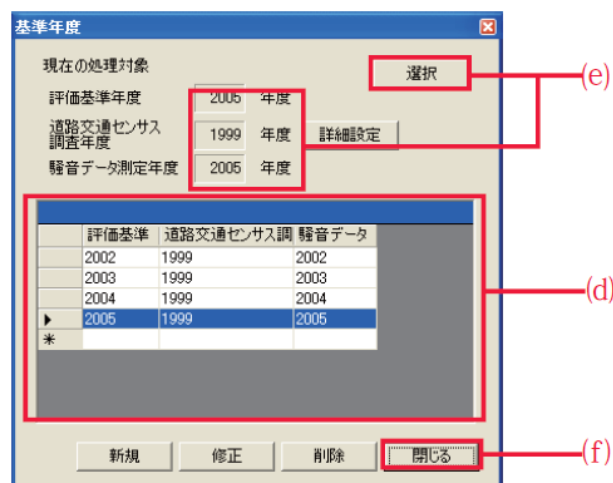 基準年度
現在の処理対象
選択
(e)
評価基準年度 2005 年度
道路交通センサス
調査年度
1999 年度 詳細設定
騒音データ測定年度 2005 年度
評価基準 道路交通センサス調 騒音データ
2002 1999 2002
2003 1999 2003
2004 1999 2004
(d)
2005 1999 2005
*
新規 修正 削除 閉じる (f)